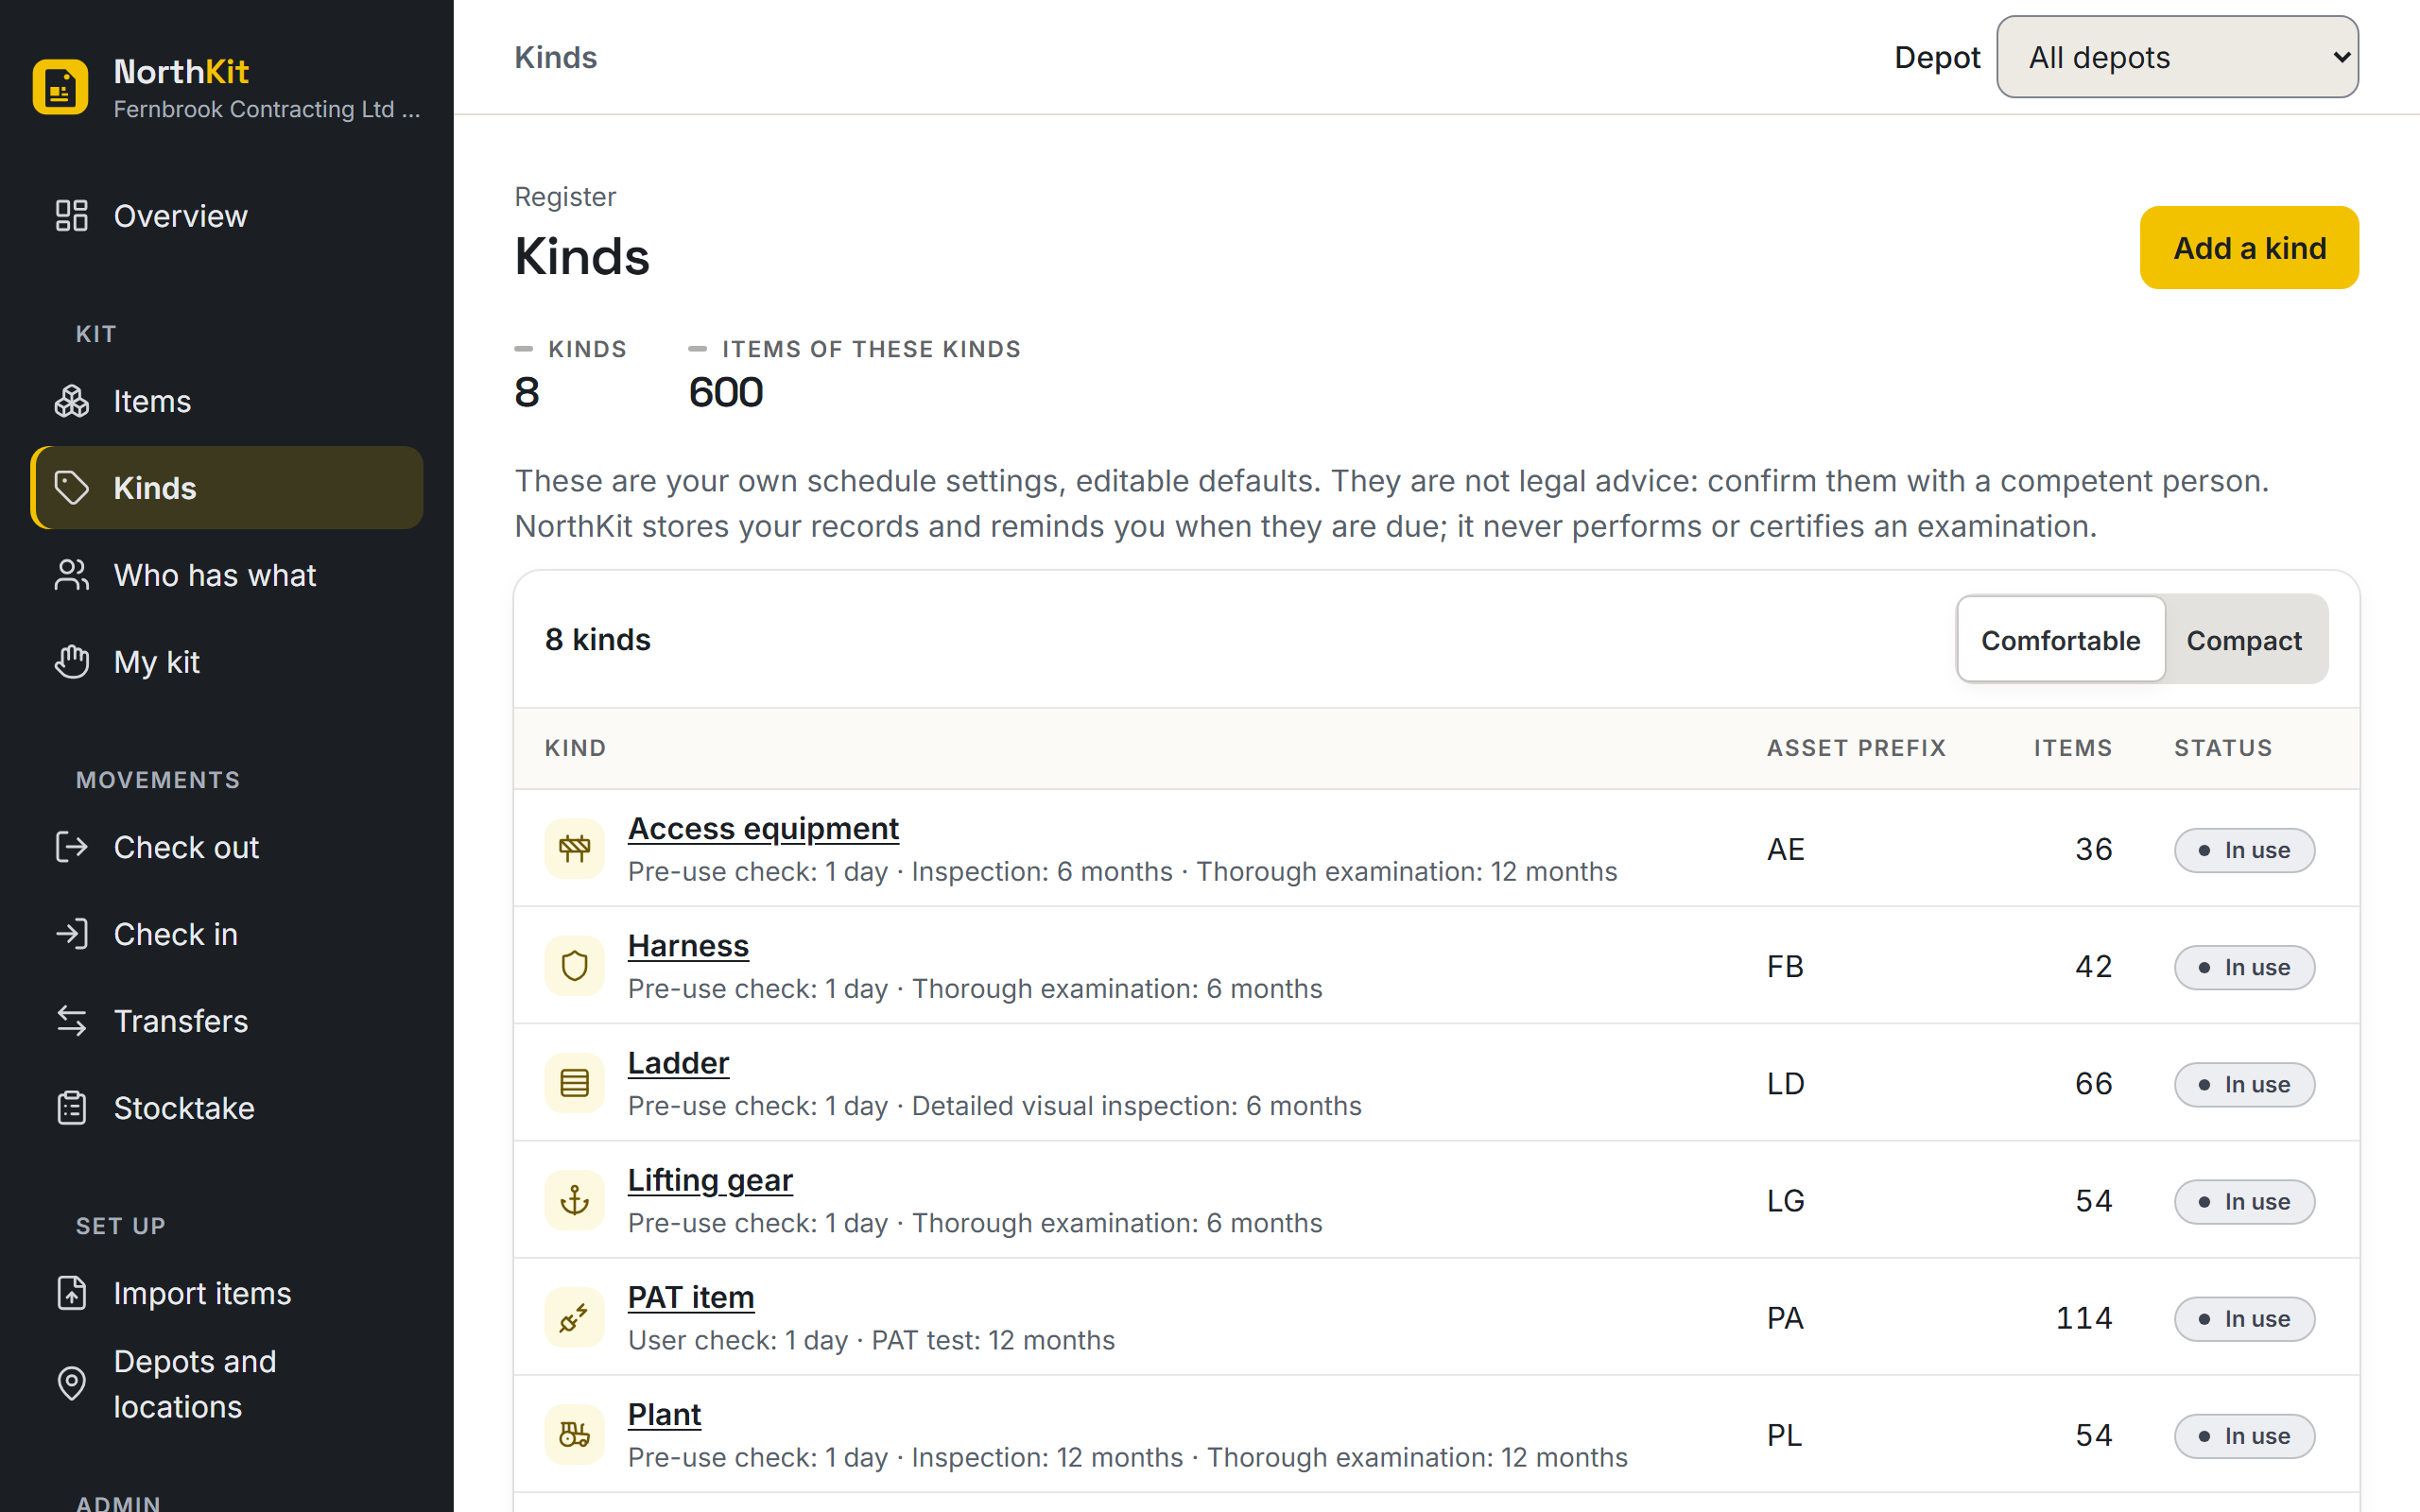 NorthKit
Fernbrook Contracting Ltd ...
Overview
KIT
Items
Kinds
Who has what
My kit
MOVEMENTS
Check out
Check in
Transfers
Stocktake
SET UP
Import items
Depots and
locations
ADMIN
Kinds
Depot
All depots
Register
Kinds
Add a kind
KINDS
8
ITEMS OF THESE KINDS
600
These are your own schedule settings, editable defaults. They are not legal advice: confirm them with a competent person.
NorthKit stores your records and reminds you when they are due; it never performs or certifies an examination.
8 kinds
Comfortable
Compact
KIND ASSET PREFIX ITEMS STATUS
Access equipment
Pre-use check: 1 day · Inspection: 6 months · Thorough examination: 12 months
AE 36 In use
Harness
Pre-use check: 1 day · Thorough examination: 6 months
FB 42 In use
Ladder
Pre-use check: 1 day · Detailed visual inspection: 6 months
LD 66 In use
Lifting gear
Pre-use check: 1 day · Thorough examination: 6 months
LG 54 In use
PAT item
User check: 1 day · PAT test: 12 months
PA 114 In use
Plant
Pre-use check: 1 day · Inspection: 12 months · Thorough examination: 12 months
PL 54 In use